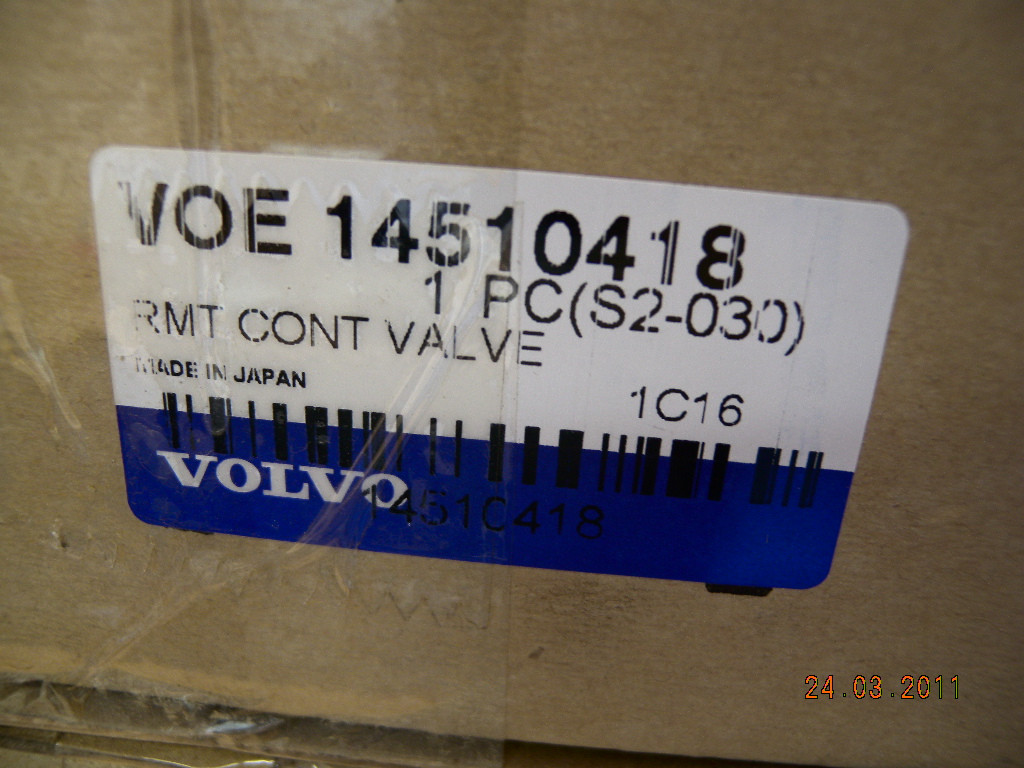 VOE 14510418
1 PC(S2-030)
RMT CONT VALVE
MADE IN JAPAN
1C16
VOLVO
14510418
24.03.2011